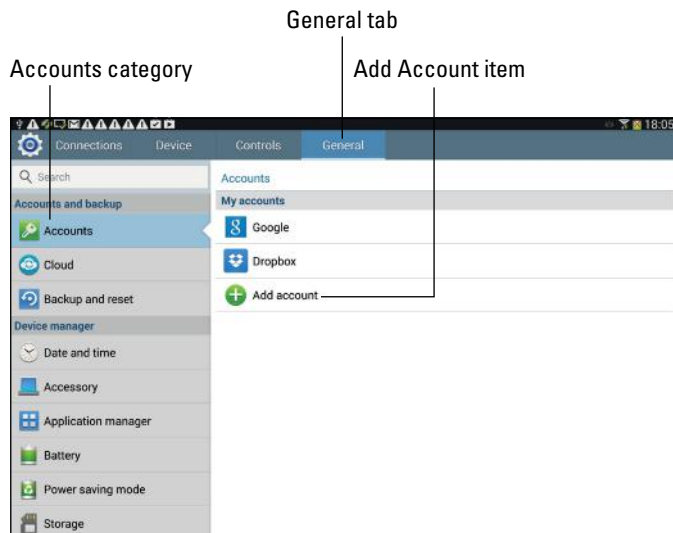 General tab
Accounts category
Add Account item
18:05
Connections
Device
Controls
General
Search
Accounts
Accounts and backup
My accounts
Accounts
Google
Cloud
Dropbox
Backup and reset
Add account
Device manager
Date and time
Accessory
Application manager
Battery
Power saving mode
Storage